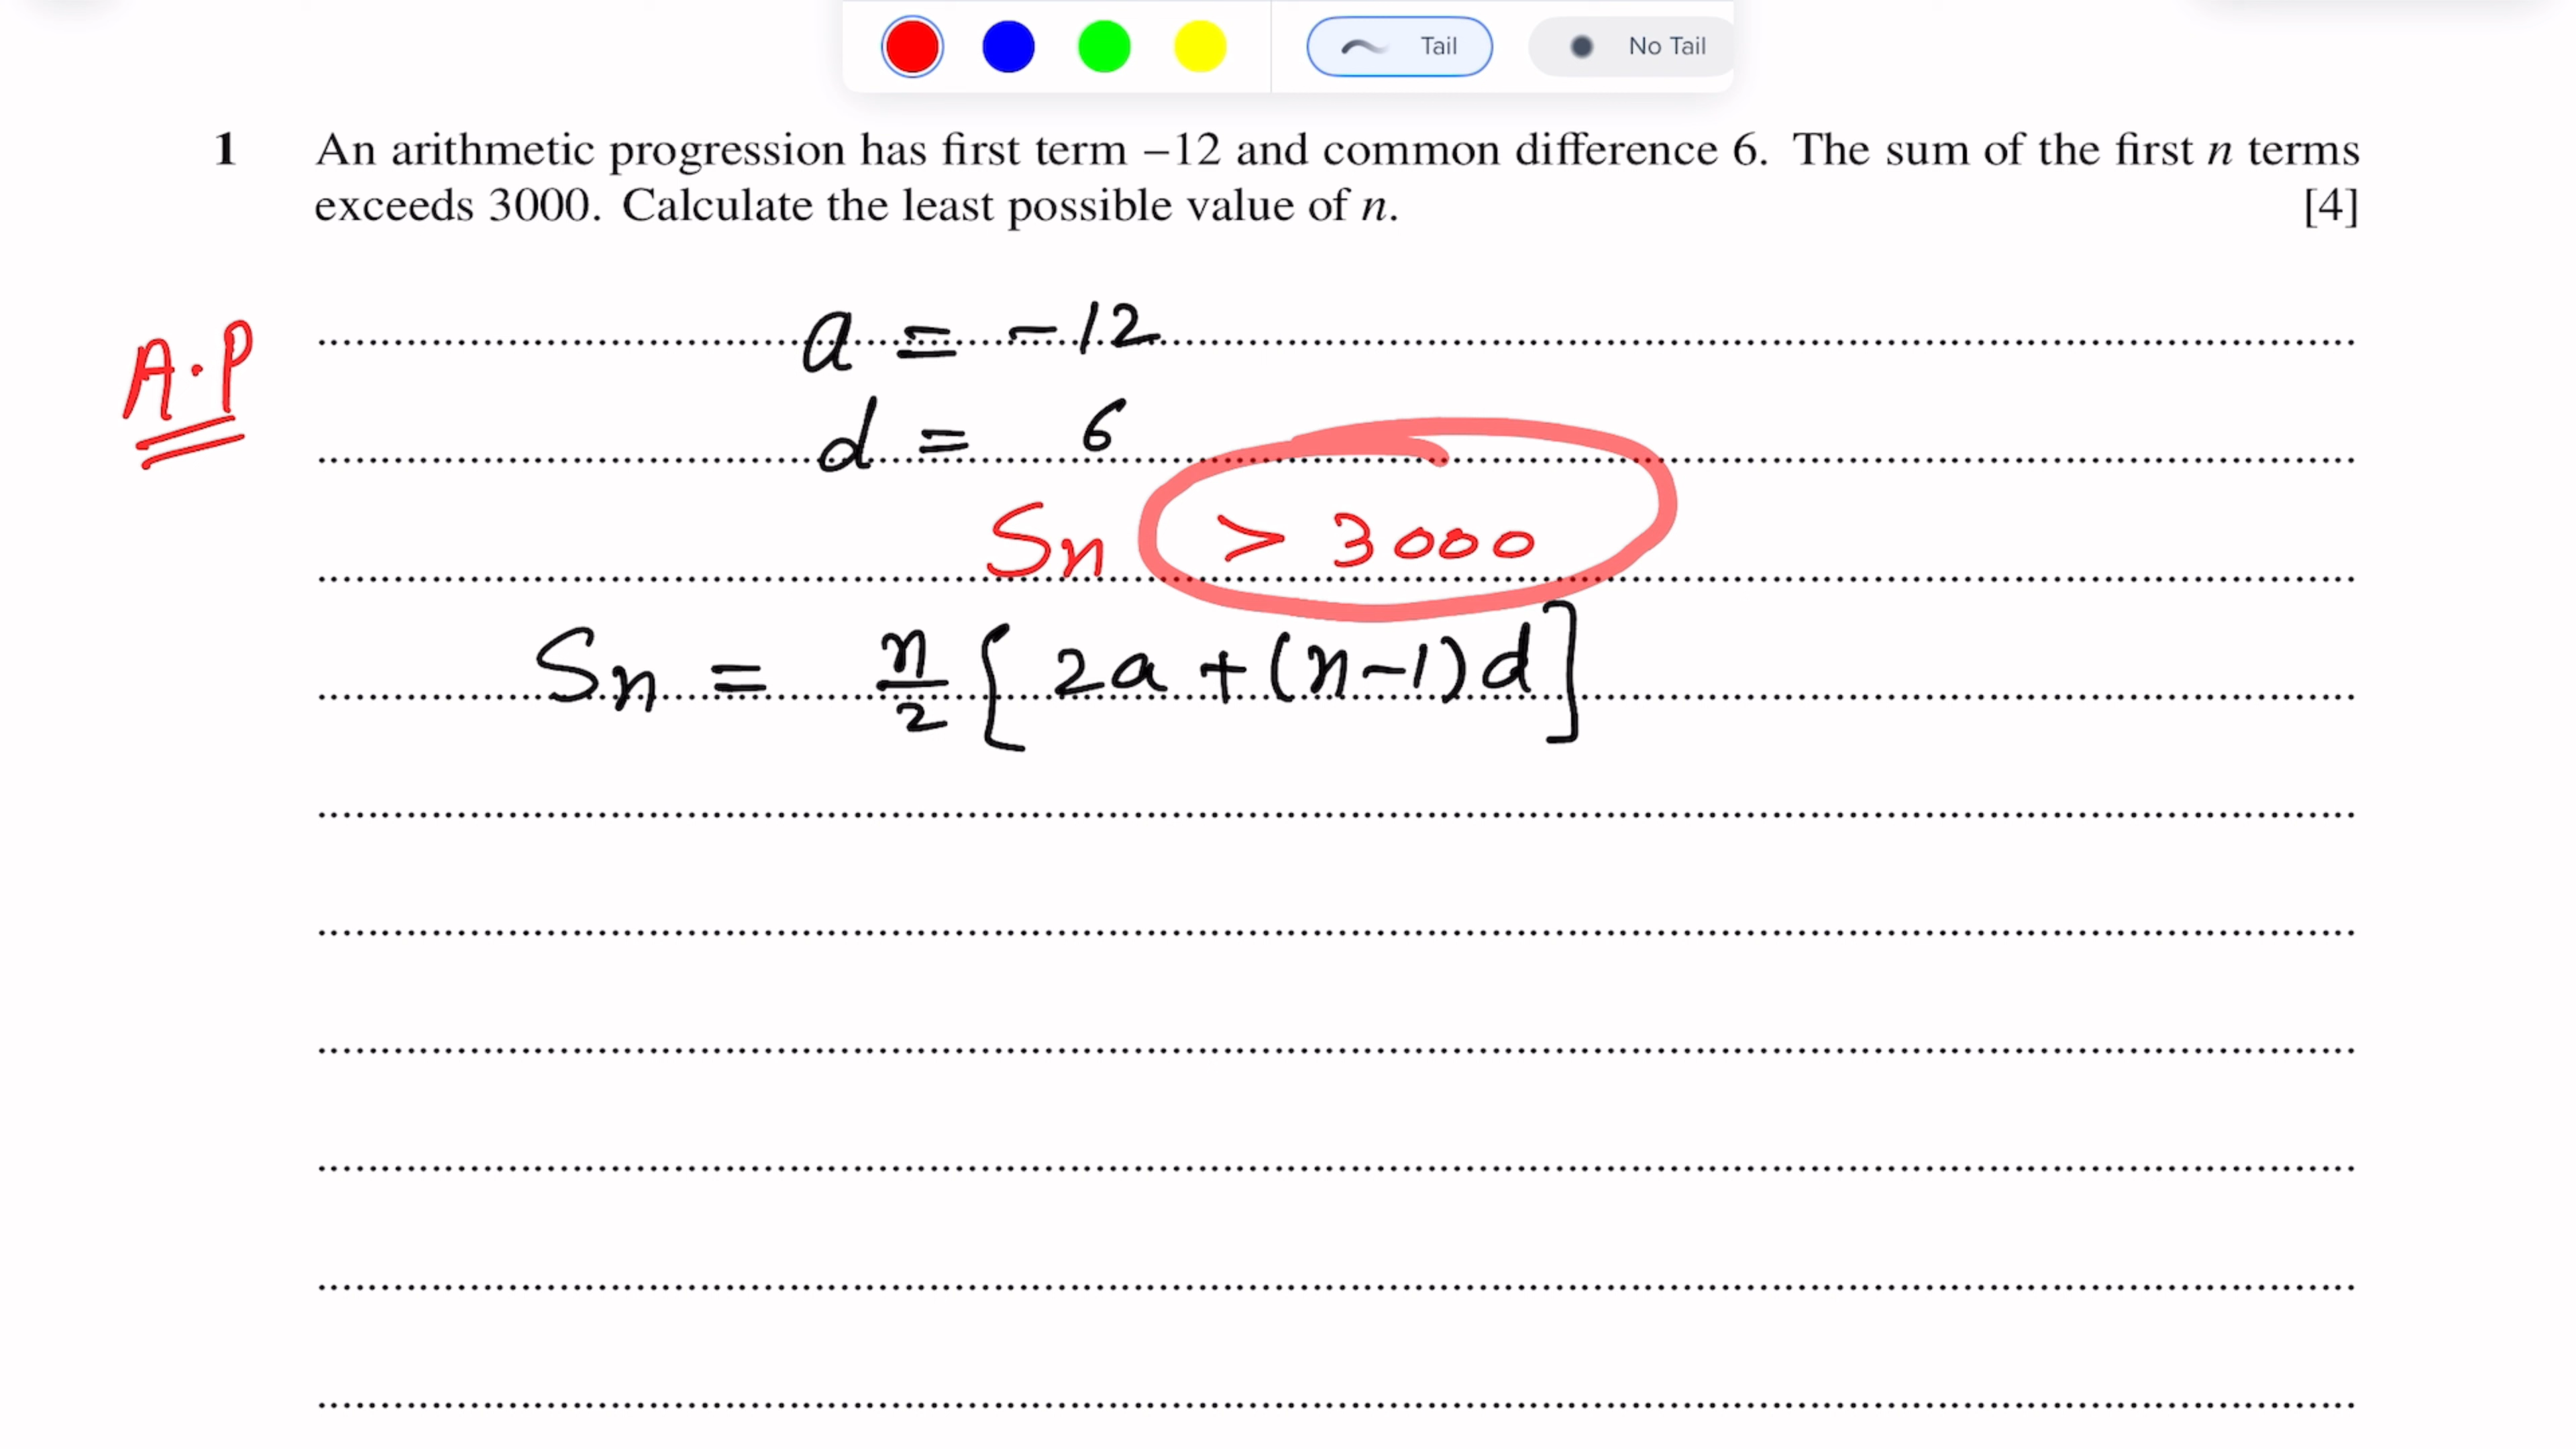 Tail No Tail
1 An arithmetic progression has first term −12 and common difference 6. The sum of the first n terms
exceeds 3000. Calculate the least possible value of n. [4]
A.P
a = -12
d = 6
Sn > 3000
Sn = n/2 [2a + (n-1)d]